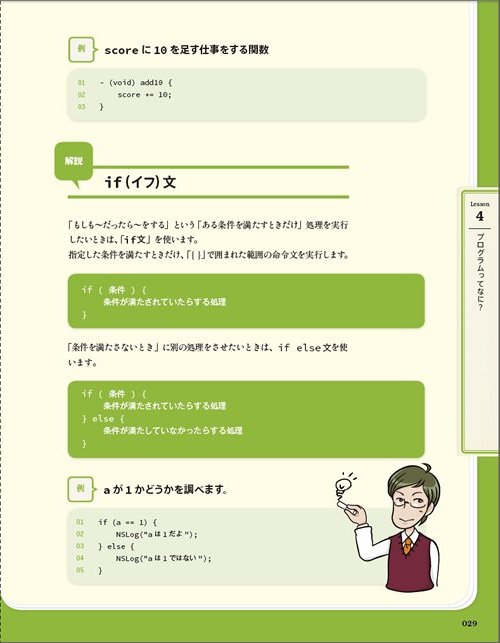 例 scoreに10を足す仕事をする関数
01 - (void) add10 {
02     score += 10;
03 }
解説
if(イフ)文
「もしも〜だったら〜をする」という「ある条件を満たすときだけ」処理を実行
したいときは、「if文」を使います。
指定した条件を満たすときだけ、「{ }」で囲まれた範囲の命令文を実行します。
if ( 条件 ) {
    条件が満たされていたらする処理
}
「条件を満たさないとき」に別の処理をさせたいときは、if else文を使
います。
if ( 条件 ) {
    条件が満たされていたらする処理
} else {
    条件が満たしていなかったらする処理
}
例 aが1かどうかを調べます。
01 if (a == 1) {
02     NSLog("aは1だよ");
03 } else {
04     NSLog("aは1ではない");
05 }
Lesson
4
プログラムってなに?
029